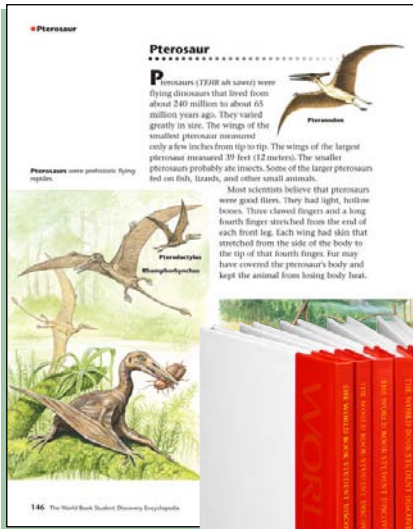 •Pterosaur
Pterosaur
Pterosaurs (TEHR uh sawrz) were
flying dinosaurs that lived from
about 240 million to about 65
million years ago. They varied
greatly in size. The wings of the
smallest pterosaur measured
only a few inches from tip to tip. The wings of the largest
pterosaur measured 39 feet (12 meters). The smaller
pterosaurs probably ate insects. Some of the larger pterosaurs
fed on fish, lizards, and other small animals.
Most scientists believe that pterosaurs
were good fliers. They had light, hollow
bones. Three clawed fingers and a long
fourth finger stretched from the end of
each front leg. Each wing had skin that
stretched from the side of the body to
the tip of that fourth finger. Fur may
have covered the pterosaur's body and
kept the animal from losing body heat.
Pteranodon
Pterosaurs were prehistoric flying
reptiles.
Pterodactylus
Rhamphorhynchus
146 The World Book Student Discovery Encyclopedia
WORL
THE WORLD BOOK STUDENT DISCO
THE WORLD BOOK STUDENT DISCO
THE WORLD BOOK STUDENT DISCO
THE WORLD BOOK STUDENT DISCO